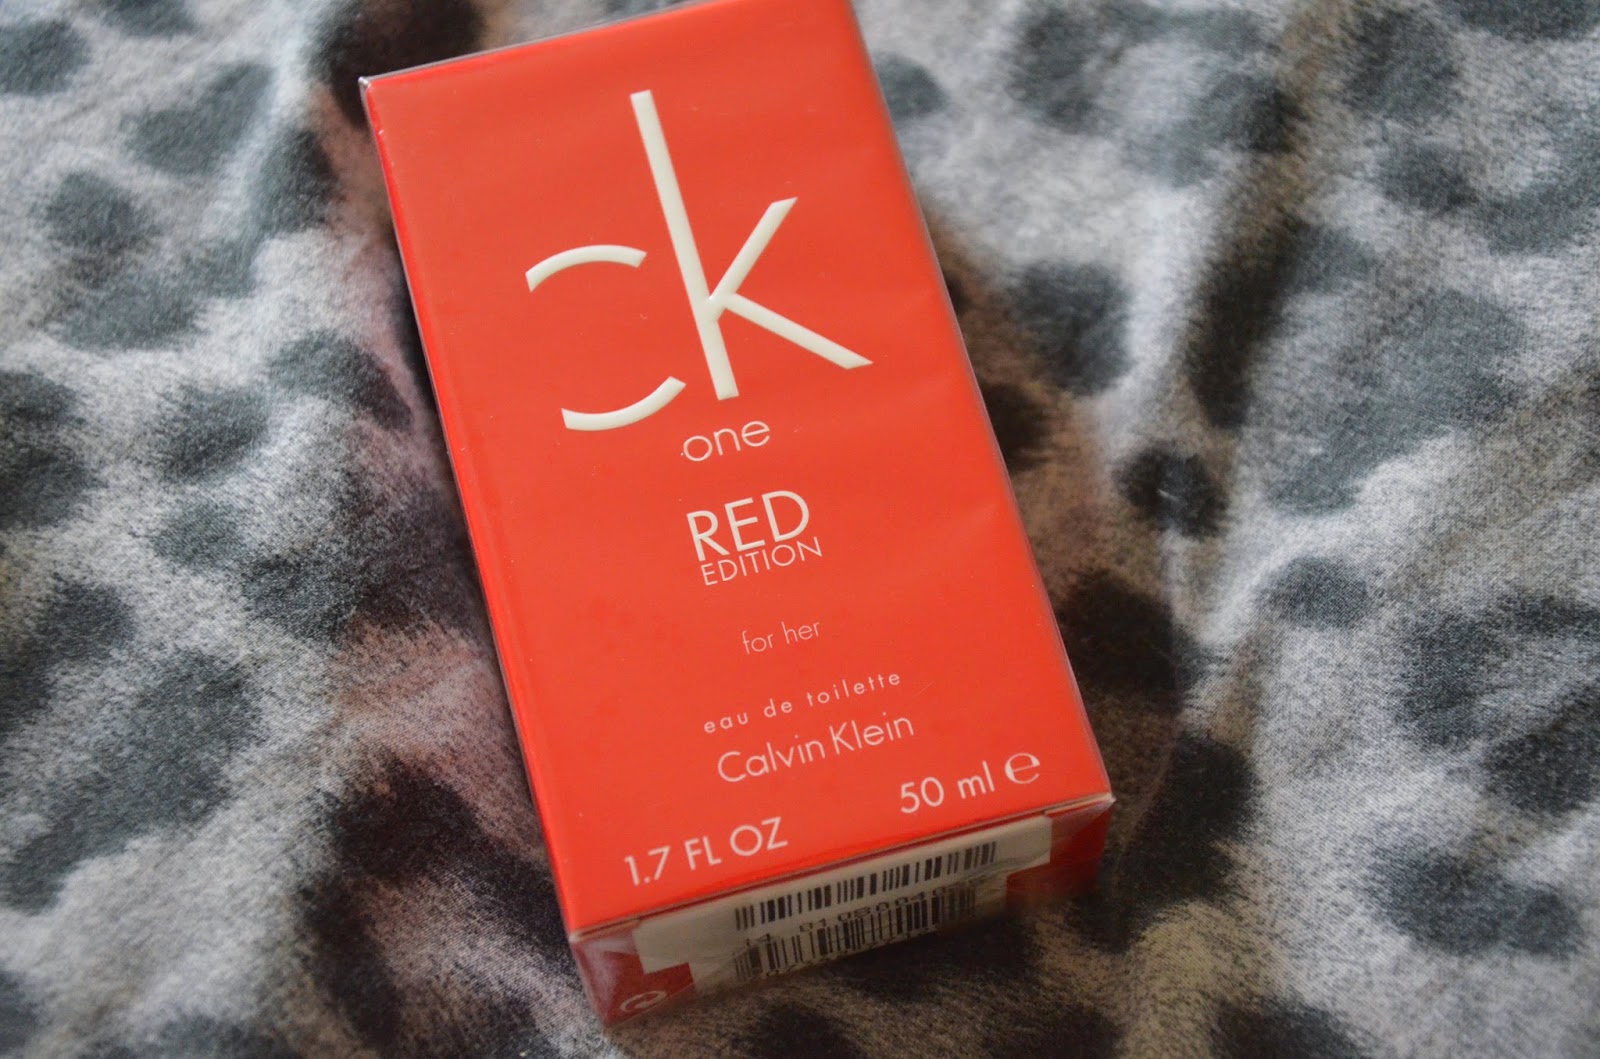 ck
one
RED
EDITION
for her
eau de toilette
Calvin Klein
50 ml ℮
1.7 FL OZ